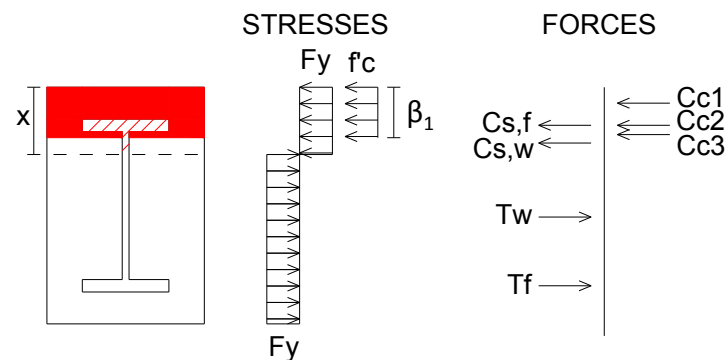 STRESSES
FORCES
Fy
f'c
x
β1
Cc1
Cs,f
Cc2
Cs,w
Cc3
Tw
Tf
Fy